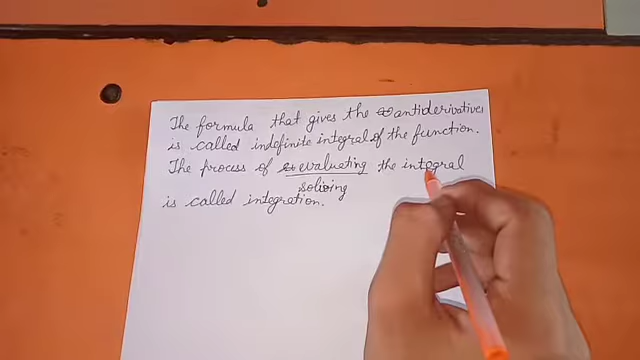 The formula that gives the antiderivatives
is called indefinite integral of the function.
The process of evaluating the integral
solving
is called integration.